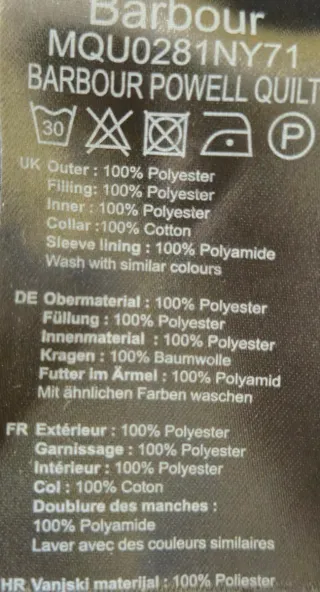 Barbour
MQU0281NY71
BARBOUR POWELL QUILT
30 P
UK Outer : 100% Polyester
Filling: 100% Polyester
Inner : 100% Polyester
Collar :100% Cotton
Sleeve lining : 100% Polyamide
Wash with similar colours
DE Obermaterial : 100% Polyester
Füllung : 100% Polyester
Innenmaterial : 100% Polyester
Kragen : 100% Baumwolle
Futter im Ärmel : 100% Polyamid
Mit ähnlichen Farben waschen
FR Extérieur : 100% Polyester
Garnissage : 100% Polyester
Intérieur : 100% Polyester
Col : 100% Coton
Doublure des manches :
100% Polyamide
Laver avec des couleurs similaires
HR Vanjski materijal : 100% Poliester